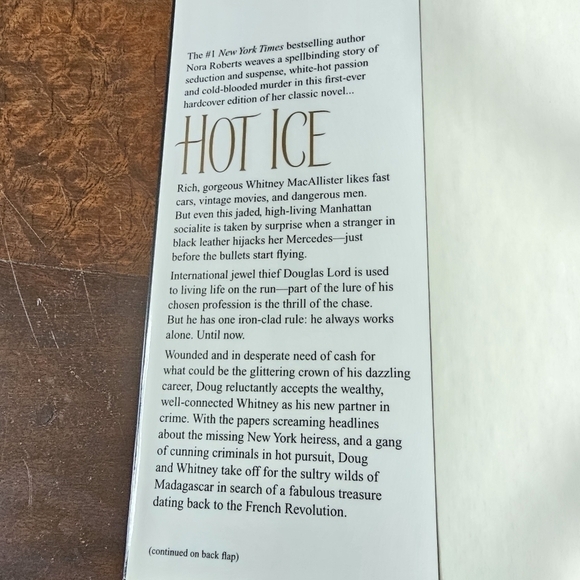 The #1 New York Times bestselling author
Nora Roberts weaves a spellbinding story of
seduction and suspense, white-hot passion
and cold-blooded murder in this first-ever
hardcover edition of her classic novel...
HOT ICE
Rich, gorgeous Whitney MacAllister likes fast
cars, vintage movies, and dangerous men.
But even this jaded, high-living Manhattan
socialite is taken by surprise when a stranger in
black leather hijacks her Mercedes—just
before the bullets start flying.
International jewel thief Douglas Lord is used
to living life on the run—part of the lure of his
chosen profession is the thrill of the chase.
But he has one iron-clad rule: he always works
alone. Until now.
Wounded and in desperate need of cash for
what could be the glittering crown of his dazzling
career, Doug reluctantly accepts the wealthy,
well-connected Whitney as his new partner in
crime. With the papers screaming headlines
about the missing New York heiress, and a gang
of cunning criminals in hot pursuit, Doug
and Whitney take off for the sultry wilds of
Madagascar in search of a fabulous treasure
dating back to the French Revolution.
(continued on back flap)